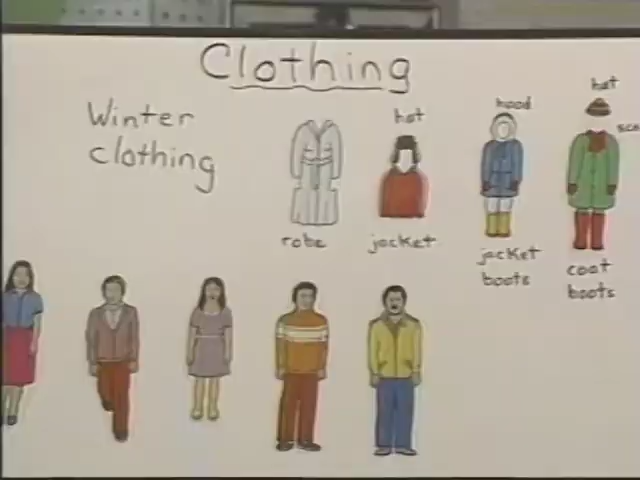 Clothing
Winter
clothing
hat
hood
hat
robe
jacket
jacket
boots
coat
boots